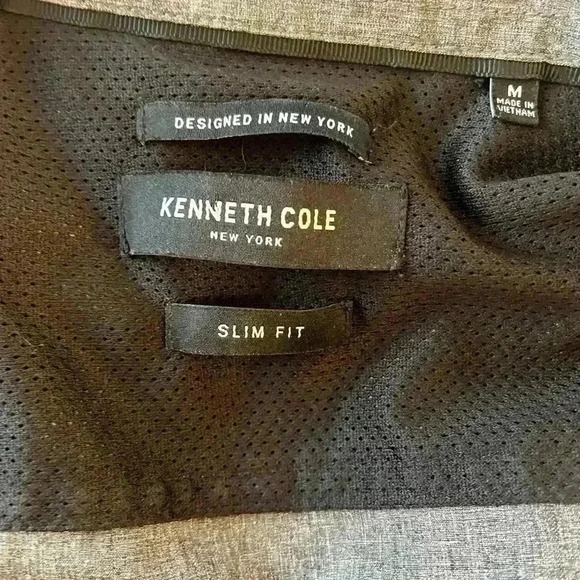 DESIGNED IN NEW YORK
M
MADE IN
VIETNAM
KENNETH COLE
NEW YORK
SLIM FIT